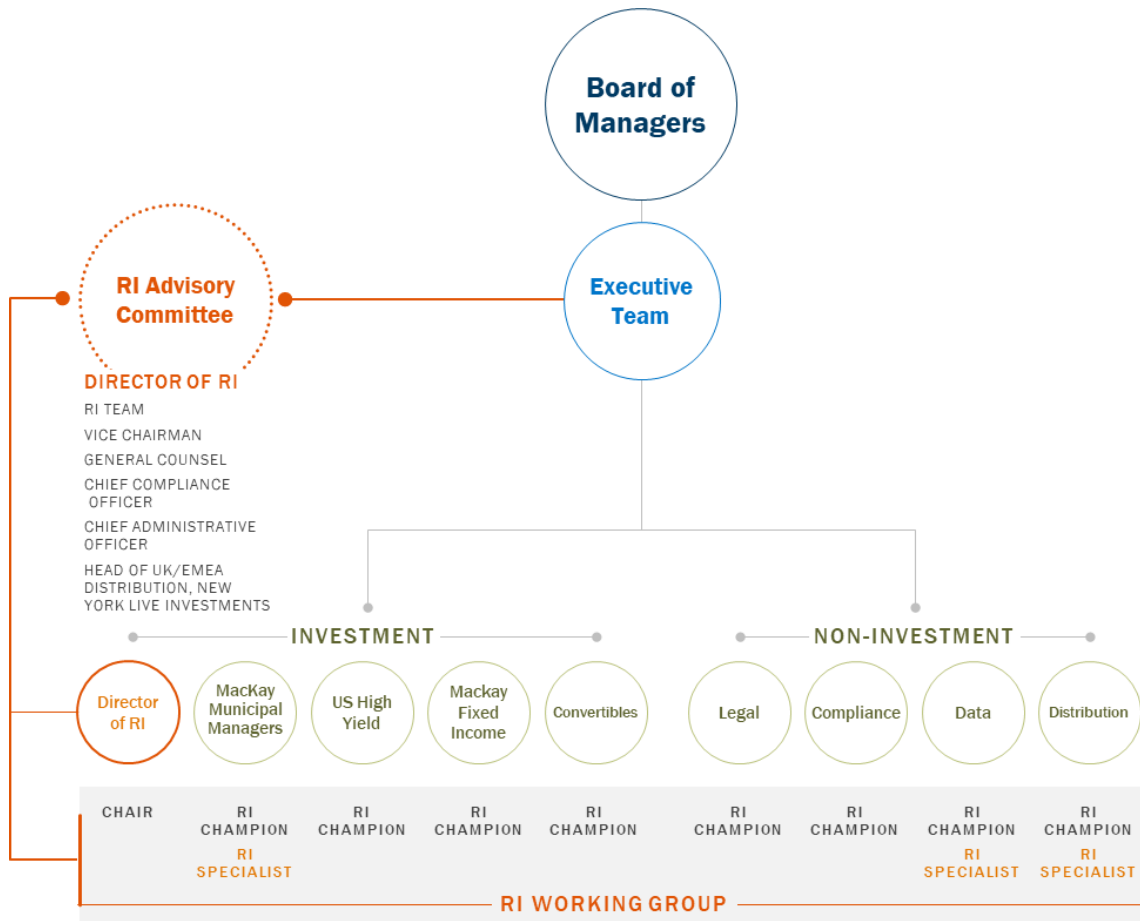 Board of
Managers
RI Advisory
Committee
Executive
Team
DIRECTOR OF RI
RI TEAM
VICE CHAIRMAN
GENERAL COUNSEL
CHIEF COMPLIANCE
OFFICER
CHIEF ADMINISTRATIVE
OFFICER
HEAD OF UK/EMEA
DISTRIBUTION, NEW
YORK LIVE INVESTMENTS
INVESTMENT
NON-INVESTMENT
Director
of RI
MacKay
Municipal
Managers
US High
Yield
Mackay
Fixed
Income
Convertibles
Legal
Compliance
Data
Distribution
CHAIR
RI
CHAMPION
RI
SPECIALIST
RI
CHAMPION
RI
CHAMPION
RI
CHAMPION
RI
CHAMPION
RI
CHAMPION
RI
CHAMPION
RI
SPECIALIST
RI
CHAMPION
RI
SPECIALIST
RI WORKING GROUP